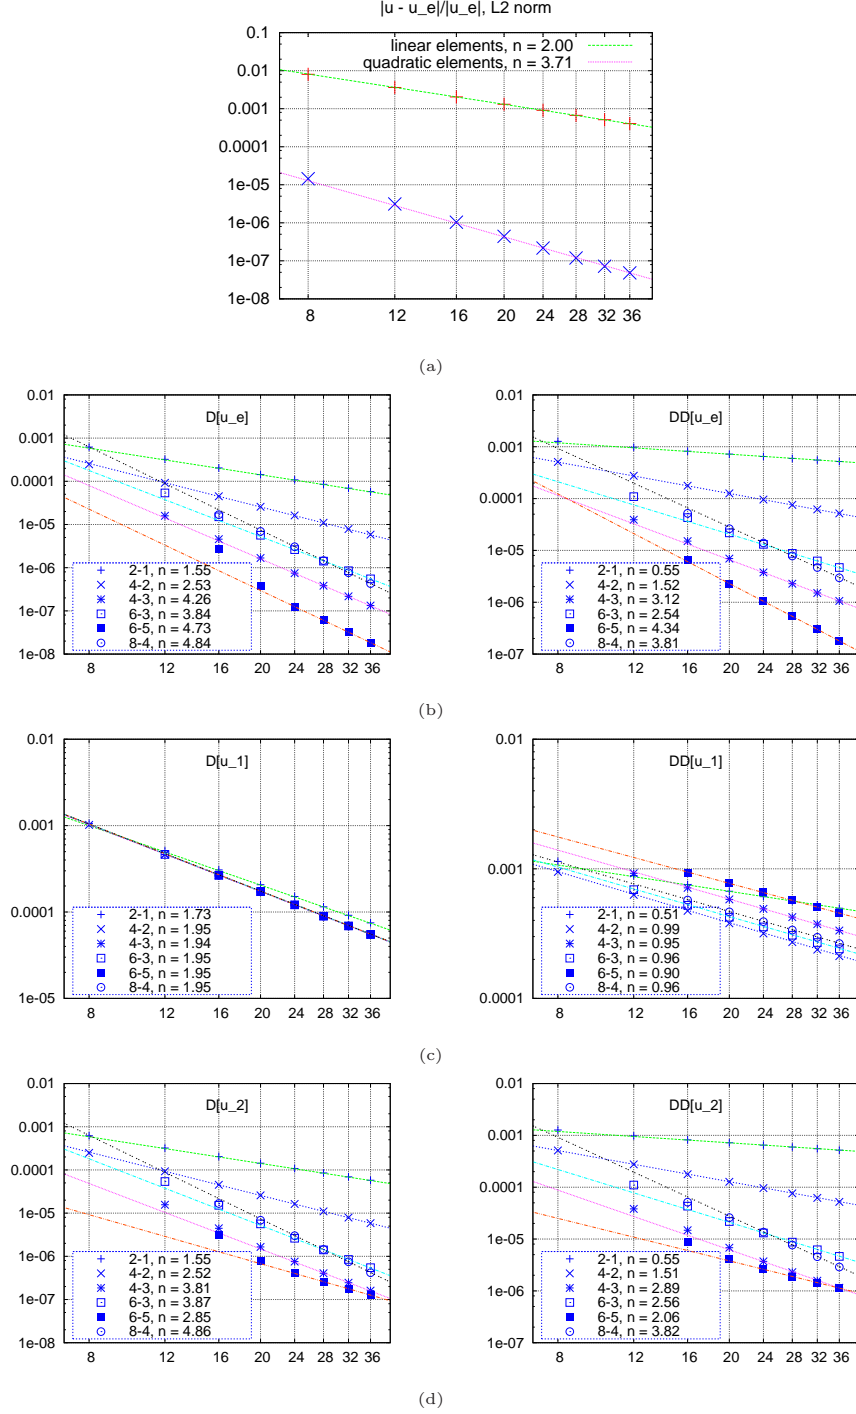 |u - u_e|/|u_e|, L2 norm
0.1
0.01
0.001
0.0001
1e-05
1e-06
1e-07
1e-08
linear elements, n = 2.00
quadratic elements, n = 3.71
8 12 16 20 24 28 32 36
(a)
D[u_e]
0.01
0.001
0.0001
1e-05
1e-06
1e-07
1e-08
2-1, n = 1.55
4-2, n = 2.53
4-3, n = 4.26
6-3, n = 3.84
6-5, n = 4.73
8-4, n = 4.84
8 12 16 20 24 28 32 36
DD[u_e]
0.01
0.001
0.0001
1e-05
1e-06
1e-07
2-1, n = 0.55
4-2, n = 1.52
4-3, n = 3.12
6-3, n = 2.54
6-5, n = 4.34
8-4, n = 3.81
8 12 16 20 24 28 32 36
(b)
D[u_1]
0.01
0.001
0.0001
1e-05
2-1, n = 1.73
4-2, n = 1.95
4-3, n = 1.94
6-3, n = 1.95
6-5, n = 1.95
8-4, n = 1.95
8 12 16 20 24 28 32 36
DD[u_1]
0.01
0.001
0.0001
2-1, n = 0.51
4-2, n = 0.99
4-3, n = 0.95
6-3, n = 0.96
6-5, n = 0.90
8-4, n = 0.96
8 12 16 20 24 28 32 36
(c)
D[u_2]
0.01
0.001
0.0001
1e-05
1e-06
1e-07
1e-08
2-1, n = 1.55
4-2, n = 2.52
4-3, n = 3.81
6-3, n = 3.87
6-5, n = 2.85
8-4, n = 4.86
8 12 16 20 24 28 32 36
DD[u_2]
0.01
0.001
0.0001
1e-05
1e-06
1e-07
2-1, n = 0.55
4-2, n = 1.51
4-3, n = 2.89
6-3, n = 2.56
6-5, n = 2.06
8-4, n = 3.82
8 12 16 20 24 28 32 36
(d)